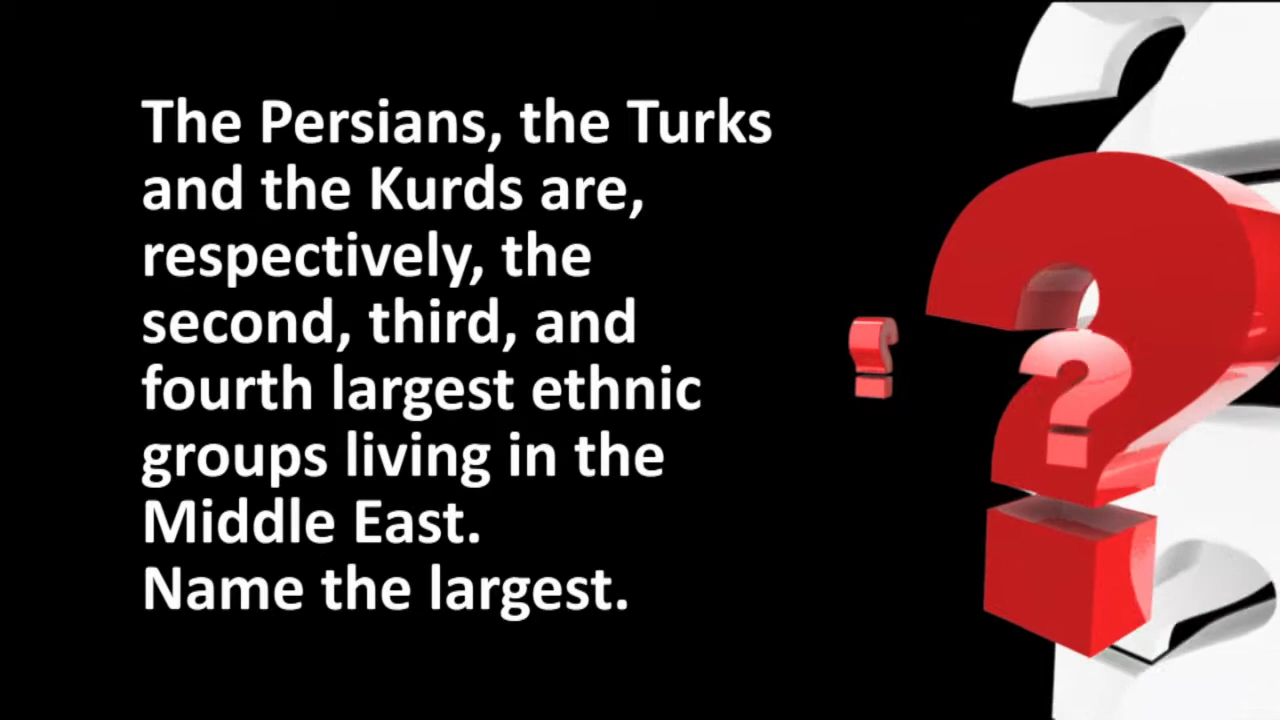 The Persians, the Turks
and the Kurds are,
respectively, the
second, third, and
fourth largest ethnic
groups living in the
Middle East.
Name the largest.